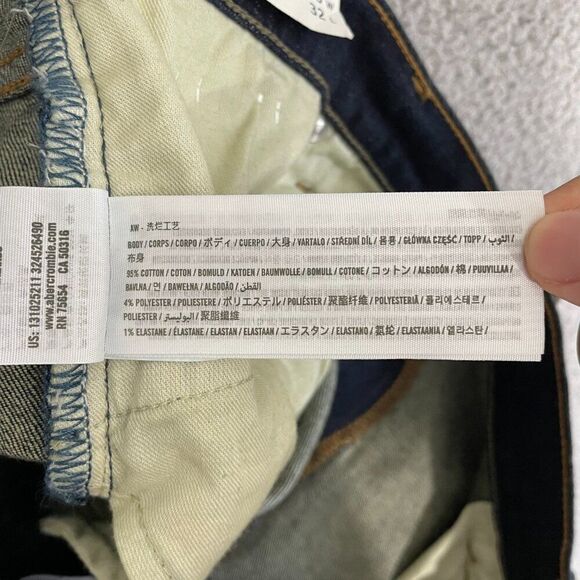 32
AW - 洗烂工艺
BODY / CORPS / CORPO / ボディ / CUERPO / 大身 / VARTALO / STŘEDNÍ DÍL / 몸통 / GŁÓWNA CZĘŚĆ / TOPP / الثوب /
布身
95% COTTON / COTON / BOMULD / KATOEN / BAUMWOLLE / BOMULL / COTONE / コットン / ALGODÓN / 棉 / PUUVILLAA /
BAVLNA / 면 / BAWEŁNA / ALGODÃO / القطن /
4% POLYESTER / POLIESTERE / ポリエステル / POLIÉSTER / 聚酯纤维 / POLYESTERIÄ / 폴리에스테르 /
POLIESTER / البوليستر / 聚酯纖維
1% ELASTANE / ÉLASTANE / ELASTAN / ELASTAAN / エラスタン / ELASTANO / 氨纶 / ELASTAANIA / 엘라스탄 /
US: 131025211 324526490
www.abercrombie.com
RN 75654 CA 50316